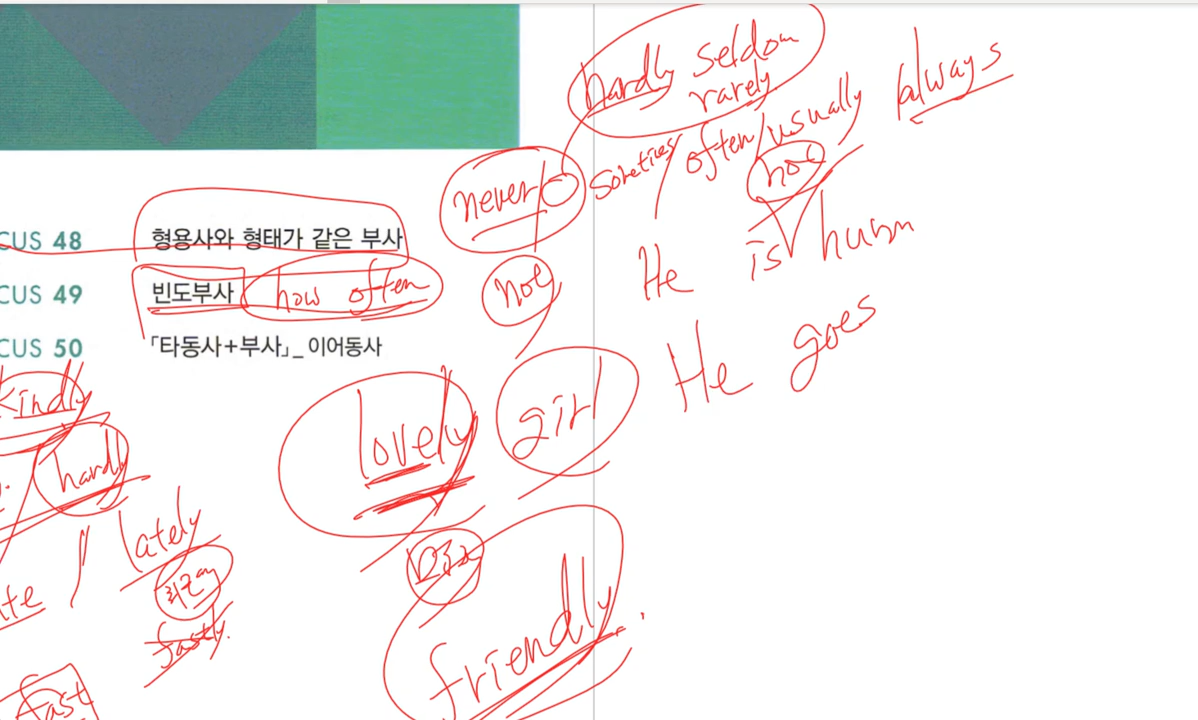 hardly seldom
rarely
always
never
sometimes / often / usually
not
CUS 48 형용사와 형태가 같은 부사
He is
CUS 49 빈도부사 how often
not
He goes
CUS 50 「타동사+부사」_ 이어동사
kindly
lovely girl
hardly
lately
fastly.
friendly.
fast